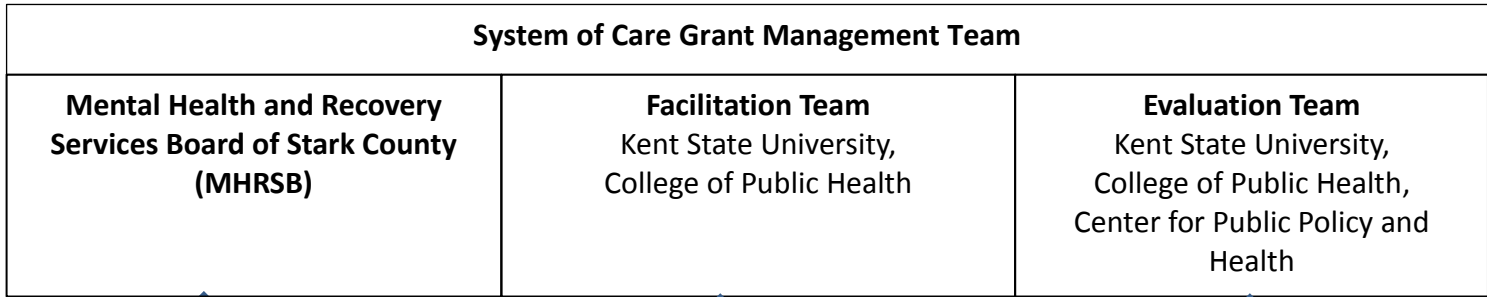 System of Care Grant Management Team
Mental Health and Recovery
Services Board of Stark County
(MHRSB)
Facilitation Team
Kent State University,
College of Public Health
Evaluation Team
Kent State University,
College of Public Health,
Center for Public Policy and
Health